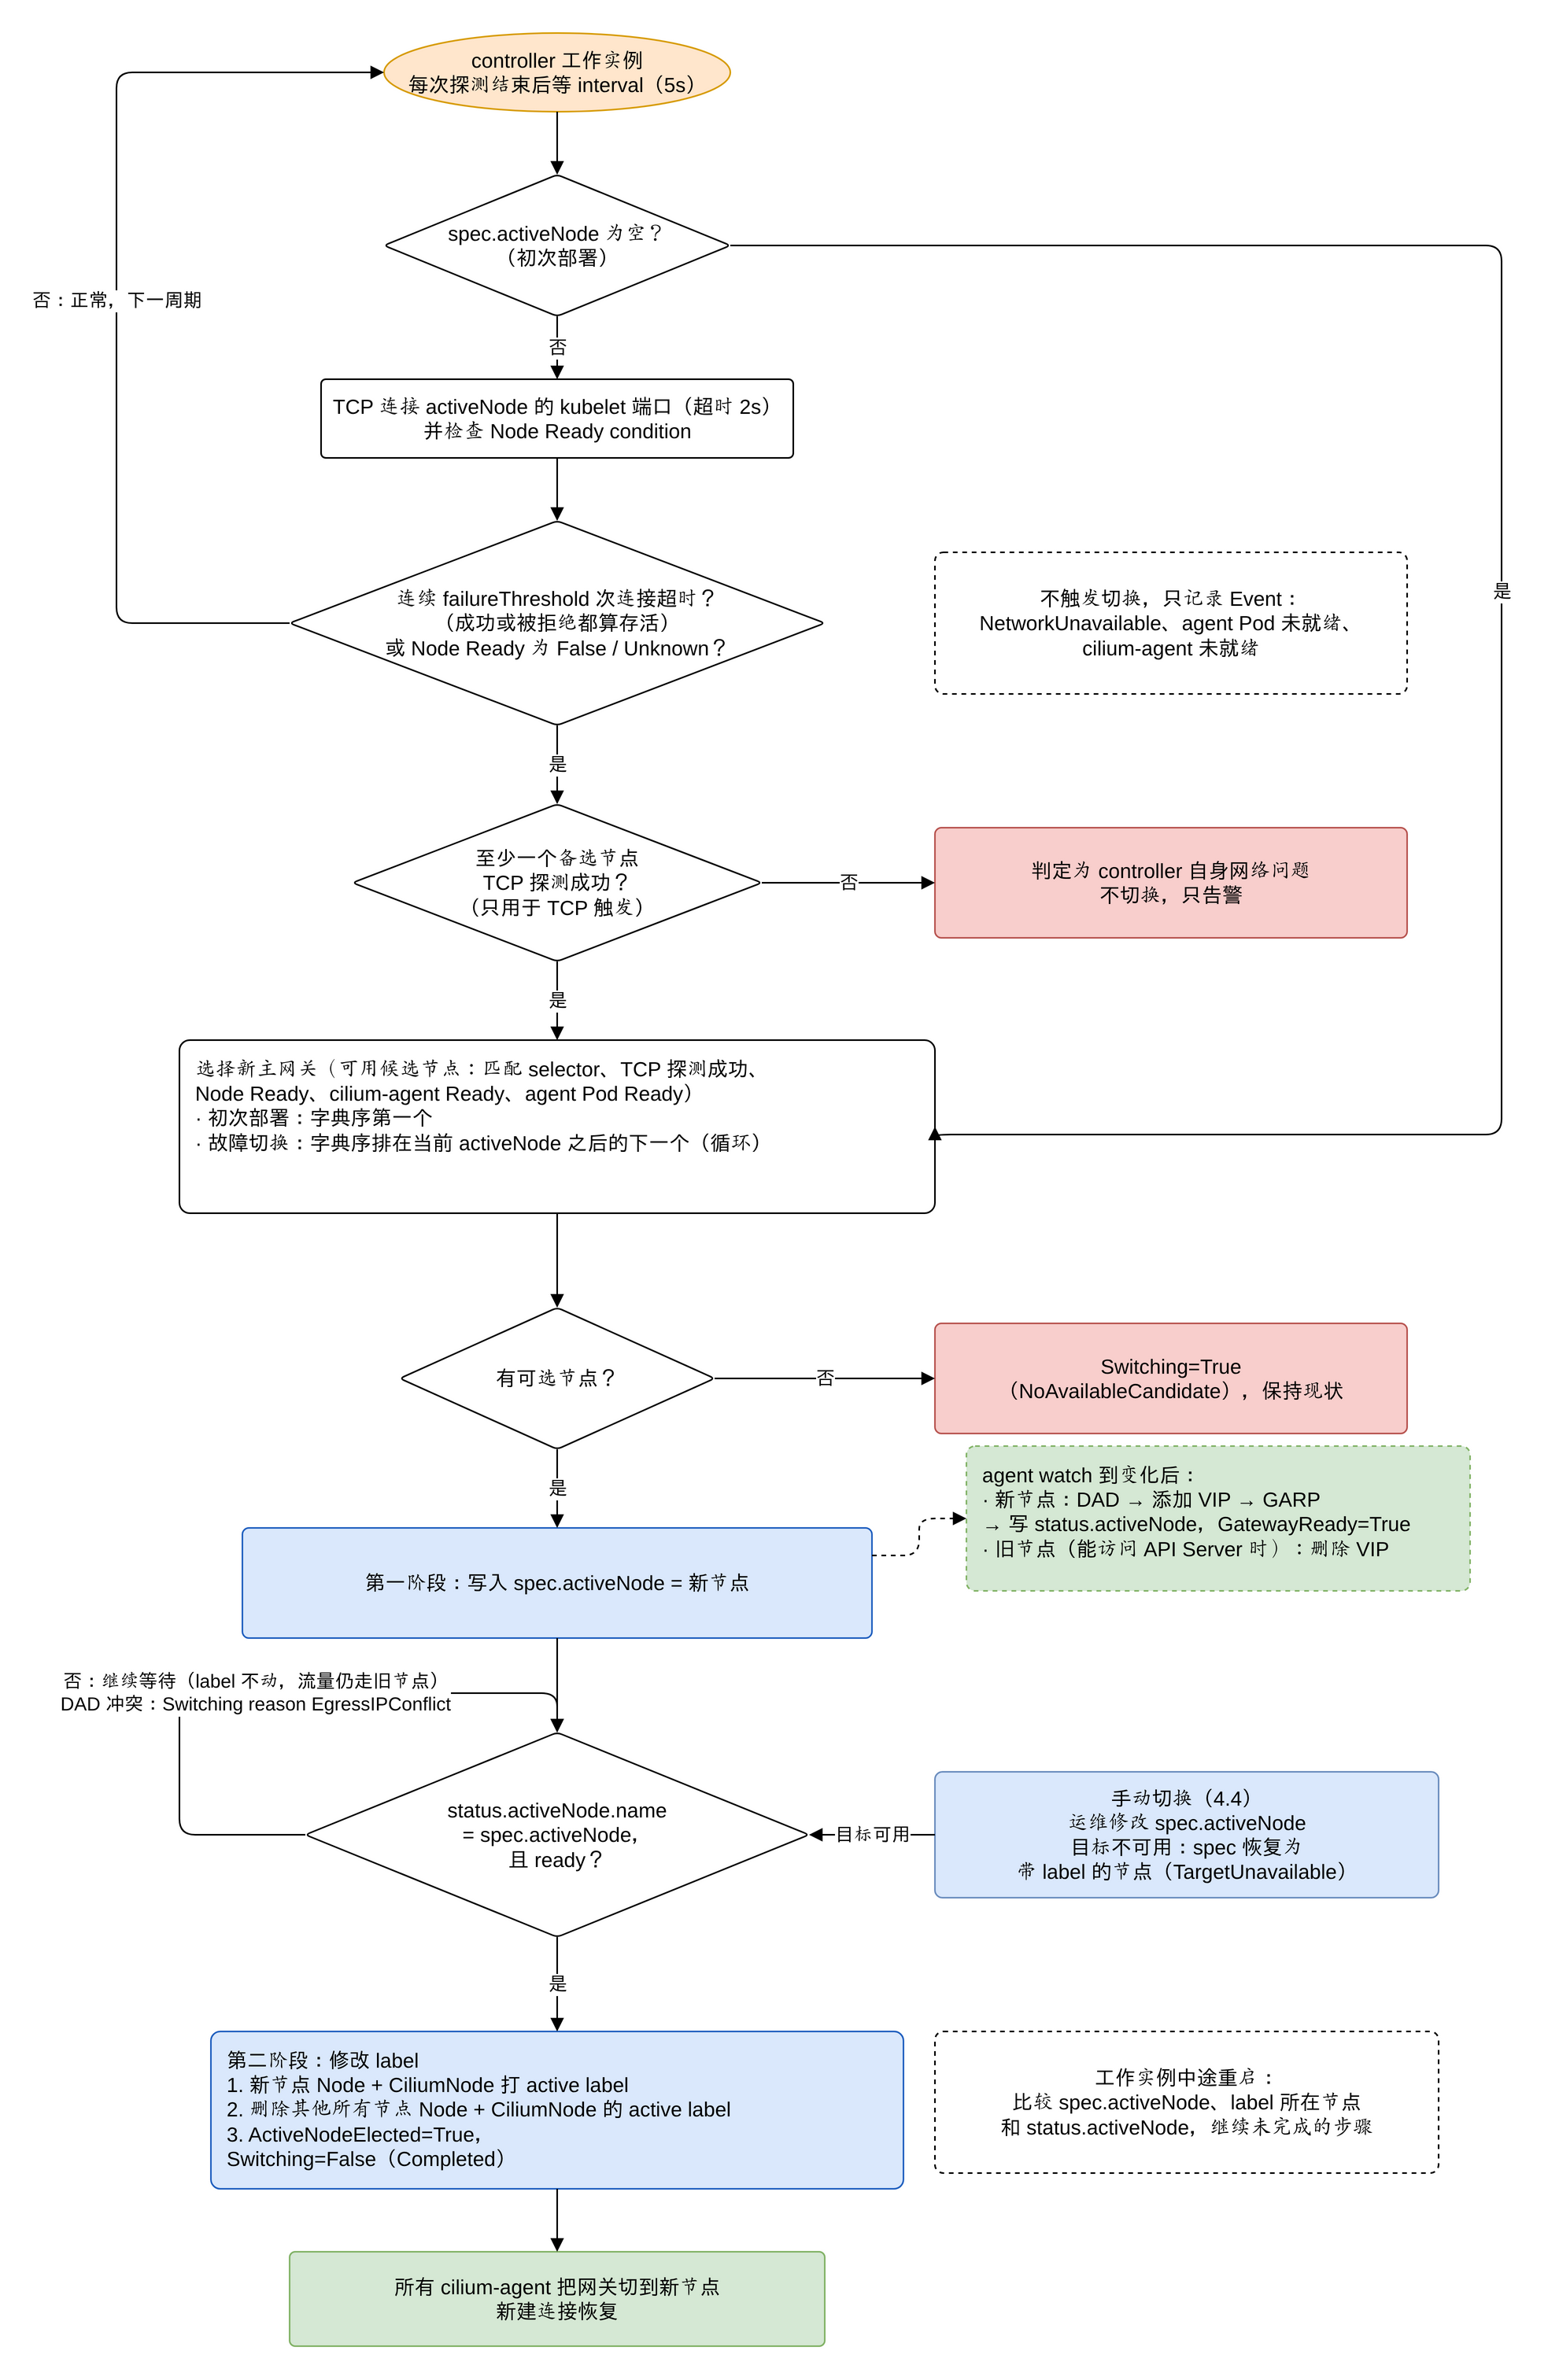 controller 工作实例
每次探测结束后等 interval（5s）
spec.activeNode 为空？
（初次部署）
否：正常，下一周期
否
TCP 连接 activeNode 的 kubelet 端口（超时 2s）
并检查 Node Ready condition
连续 failureThreshold 次连接超时？
（成功或被拒绝都算存活）
或 Node Ready 为 False / Unknown？
不触发切换，只记录 Event：
NetworkUnavailable、agent Pod 未就绪、
cilium-agent 未就绪
是
是
至少一个备选节点
TCP 探测成功？
（只用于 TCP 触发）
否
判定为 controller 自身网络问题
不切换，只告警
是
选择新主网关（可用候选节点：匹配 selector、TCP 探测成功、
Node Ready、cilium-agent Ready、agent Pod Ready）
· 初次部署：字典序第一个
· 故障切换：字典序排在当前 activeNode 之后的下一个（循环）
有可选节点？
否
Switching=True
（NoAvailableCandidate），保持现状
是
agent watch 到变化后：
· 新节点：DAD → 添加 VIP → GARP
→ 写 status.activeNode，GatewayReady=True
· 旧节点（能访问 API Server 时）：删除 VIP
第一阶段：写入 spec.activeNode = 新节点
否：继续等待（label 不动，流量仍走旧节点）
DAD 冲突：Switching reason EgressIPConflict
status.activeNode.name
= spec.activeNode，
且 ready？
目标可用
手动切换（4.4）
运维修改 spec.activeNode
目标不可用：spec 恢复为
带 label 的节点（TargetUnavailable）
是
第二阶段：修改 label
1. 新节点 Node + CiliumNode 打 active label
2. 删除其他所有节点 Node + CiliumNode 的 active label
3. ActiveNodeElected=True，
Switching=False（Completed）
工作实例中途重启：
比较 spec.activeNode、label 所在节点
和 status.activeNode，继续未完成的步骤
所有 cilium-agent 把网关切到新节点
新建连接恢复